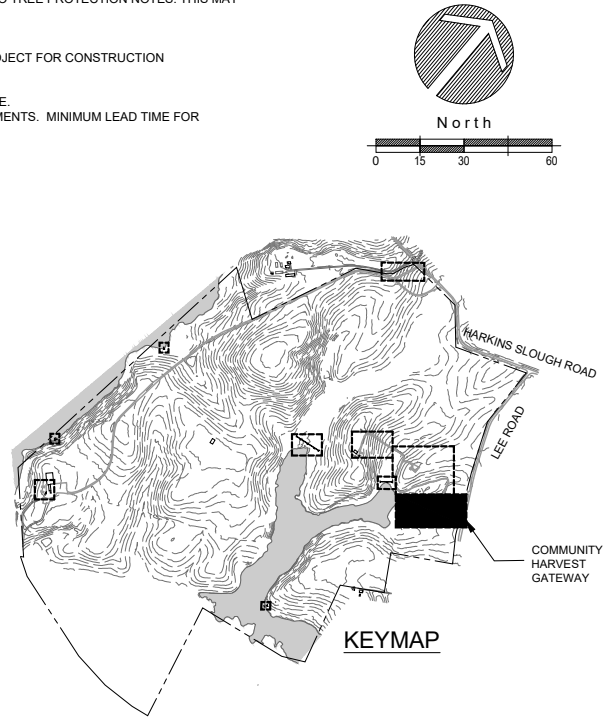 TREE PROTECTION NOTES. THIS MAY
JECT FOR CONSTRUCTION
E.
MENTS. MINIMUM LEAD TIME FOR
North
0 15 30 60
HARKINS SLOUGH ROAD
LEE ROAD
COMMUNITY
HARVEST
GATEWAY
KEYMAP